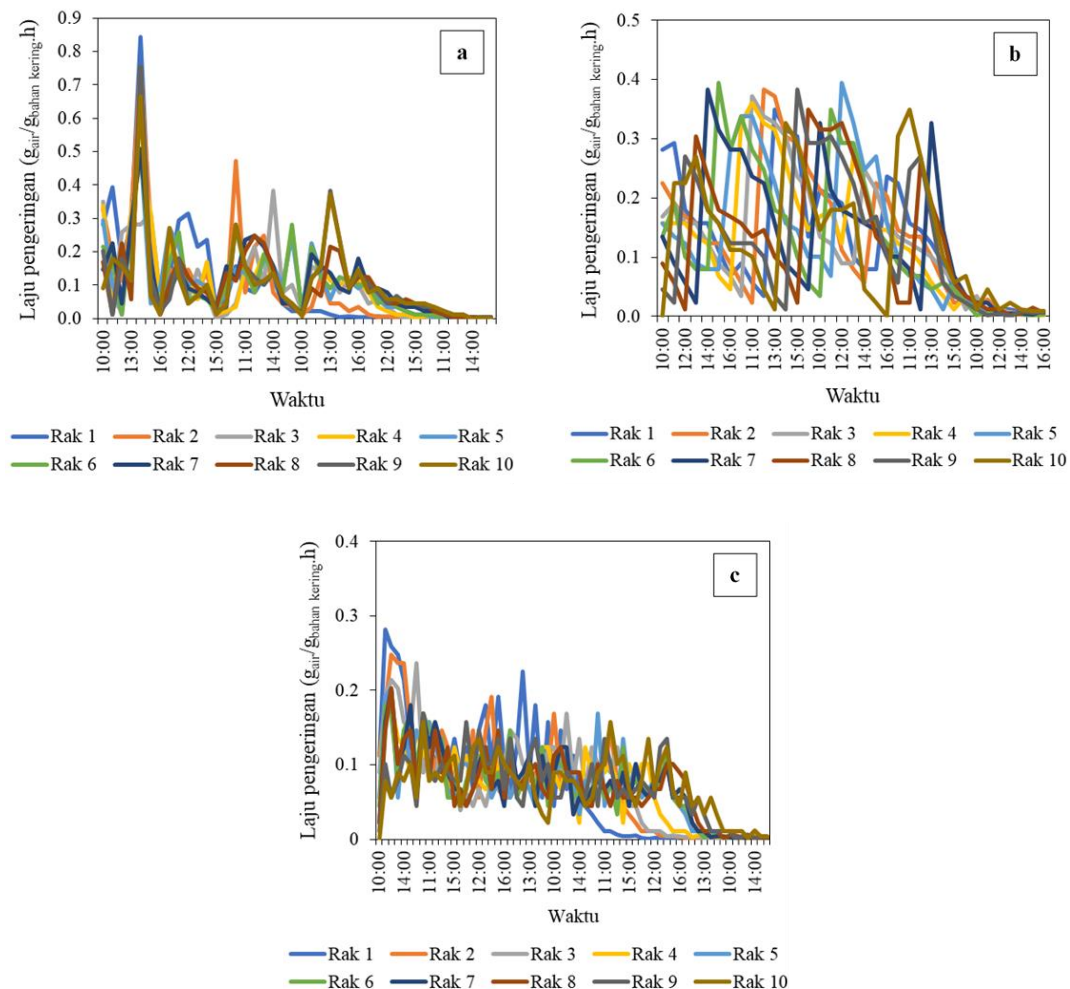 a
Laju pengeringan (gair/gbahan kering.h)
0.9
0.8
0.7
0.6
0.5
0.4
0.3
0.2
0.1
0.0
10:00 13:00 16:00 12:00 15:00 11:00 14:00 10:00 13:00 16:00 12:00 15:00 11:00 14:00
Waktu
Rak 1 Rak 2 Rak 3 Rak 4 Rak 5
Rak 6 Rak 7 Rak 8 Rak 9 Rak 10
b
Laju pengeringan (gair/gbahan kering.h)
0.5
0.4
0.3
0.2
0.1
0.0
10:00 12:00 14:00 16:00 11:00 13:00 15:00 10:00 12:00 14:00 16:00 11:00 13:00 15:00 10:00 12:00 14:00 16:00
Waktu
Rak 1 Rak 2 Rak 3 Rak 4 Rak 5
Rak 6 Rak 7 Rak 8 Rak 9 Rak 10
c
Laju pengeringan (gair/gbahan kering.h)
0.4
0.3
0.2
0.1
0
10:00 14:00 11:00 15:00 12:00 16:00 13:00 10:00 14:00 11:00 15:00 12:00 16:00 13:00 10:00 14:00
Waktu
Rak 1 Rak 2 Rak 3 Rak 4 Rak 5
Rak 6 Rak 7 Rak 8 Rak 9 Rak 10